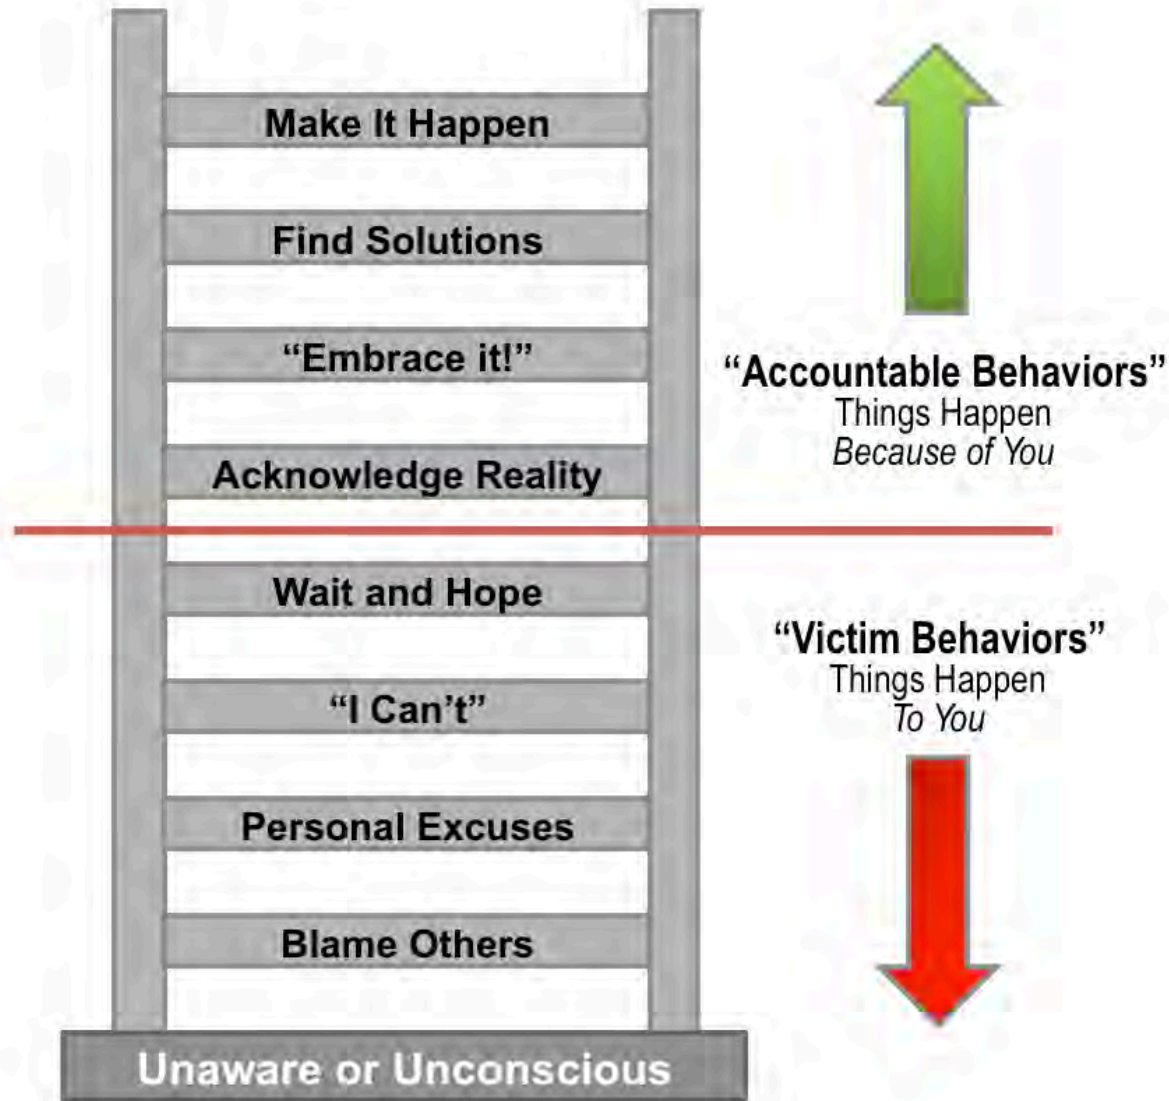 Make It Happen
Find Solutions
“Embrace it!”
Acknowledge Reality
Wait and Hope
“I Can’t”
Personal Excuses
Blame Others
Unaware or Unconscious
“Accountable Behaviors”
Things Happen
Because of You
“Victim Behaviors”
Things Happen
To You